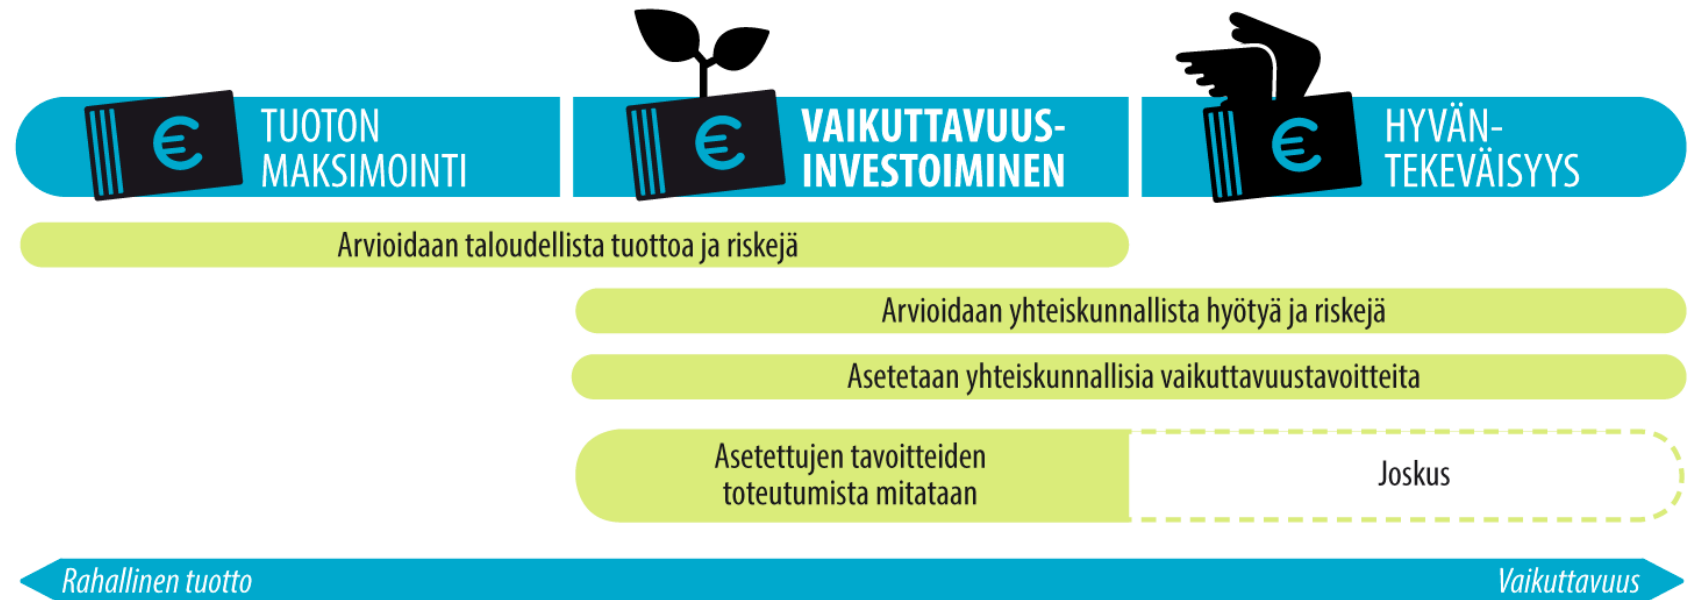 € TUOTON
MAKSIMOINTI
€ VAIKUTTAVUUS-
INVESTOIMINEN
€ HYVÄN-
TEKEVÄISYYS
Arvioidaan taloudellista tuottoa ja riskejä
Arvioidaan yhteiskunnallista hyötyä ja riskejä
Asetetaan yhteiskunnallisia vaikuttavuustavoitteita
Asetettujen tavoitteiden
toteutumista mitataan
Joskus
Rahallinen tuotto
Vaikuttavuus